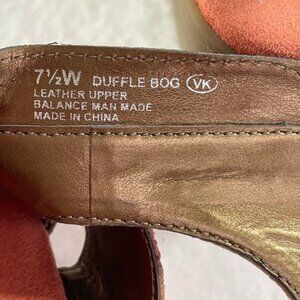 7½W DUFFLE BOG VK
LEATHER UPPER
BALANCE MAN MADE
MADE IN CHINA